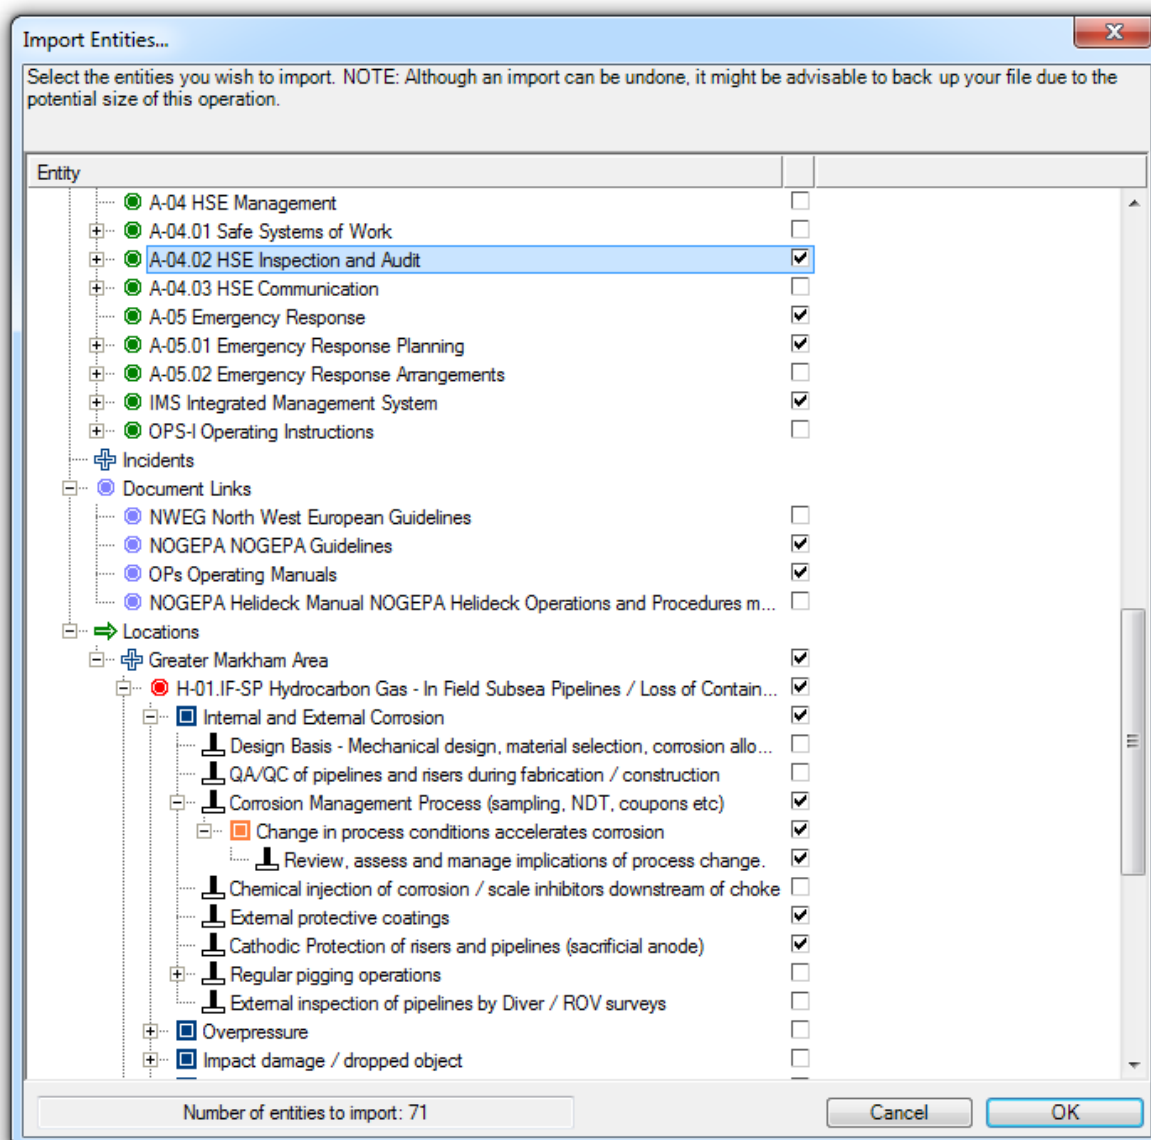 Import Entities...
Select the entities you wish to import. NOTE: Although an import can be undone, it might be advisable to back up your file due to the
potential size of this operation.
Entity
A-04 HSE Management
A-04.01 Safe Systems of Work
A-04.02 HSE Inspection and Audit
A-04.03 HSE Communication
A-05 Emergency Response
A-05.01 Emergency Response Planning
A-05.02 Emergency Response Arrangements
IMS Integrated Management System
OPS-I Operating Instructions
Incidents
Document Links
NWEG North West European Guidelines
NOGEPA NOGEPA Guidelines
OPs Operating Manuals
NOGEPA Helideck Manual NOGEPA Helideck Operations and Procedures m...
Locations
Greater Markham Area
H-01.IF-SP Hydrocarbon Gas - In Field Subsea Pipelines / Loss of Contain...
Internal and External Corrosion
Design Basis - Mechanical design, material selection, corrosion allo...
QA/QC of pipelines and risers during fabrication / construction
Corrosion Management Process (sampling, NDT, coupons etc)
Change in process conditions accelerates corrosion
Review, assess and manage implications of process change.
Chemical injection of corrosion / scale inhibitors downstream of choke
External protective coatings
Cathodic Protection of risers and pipelines (sacrificial anode)
Regular pigging operations
External inspection of pipelines by Diver / ROV surveys
Overpressure
Impact damage / dropped object
Number of entities to import: 71
Cancel
OK